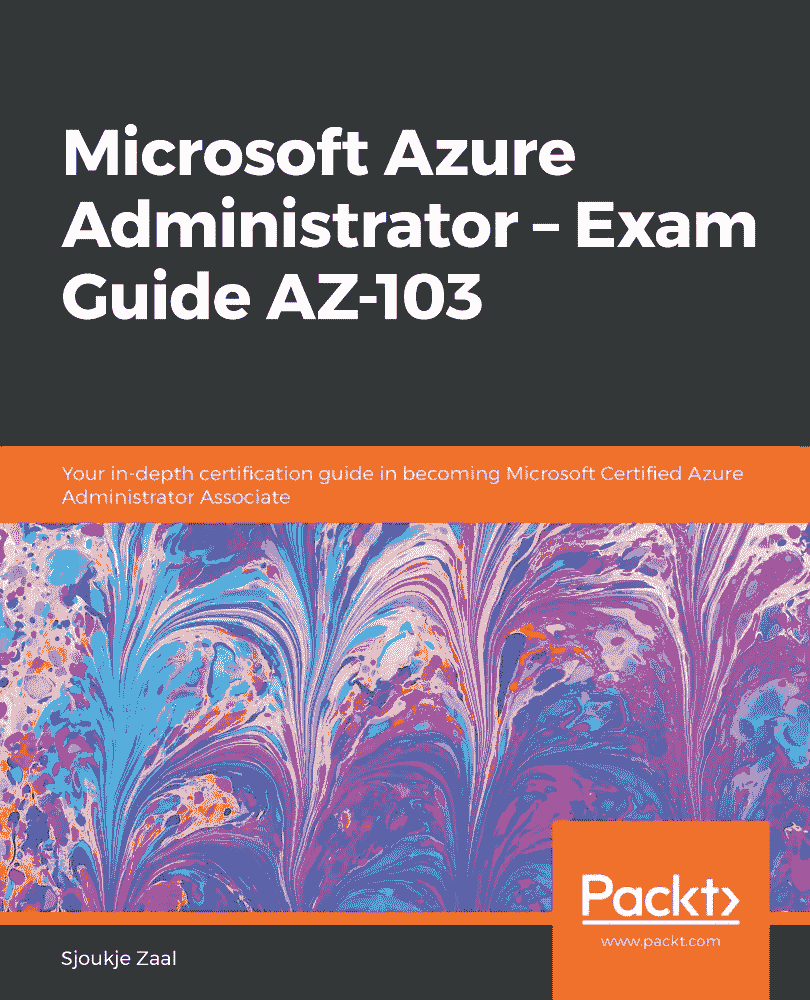 Microsoft Azure
Administrator – Exam
Guide AZ-103
Your in-depth certification guide in becoming Microsoft Certified Azure
Administrator Associate
Packt>
www.packt.com
Sjoukje Zaal